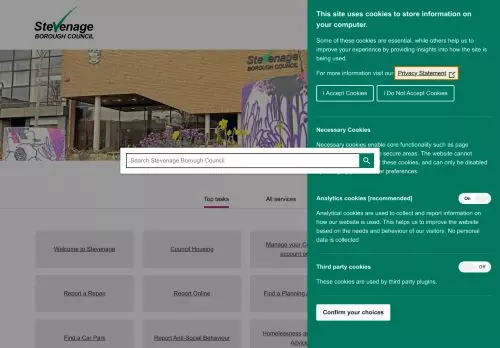 Stevenage
BOROUGH COUNCIL
Stevenage
BOROUGH COUNCIL
Search Stevenage Borough Council
Top tasks
All services
Welcome to Stevenage
Council Housing
Manage your
account
Report a Repair
Report Online
Find a Planning
Find a Car Park
Report Anti-Social Behaviour
Homelessness
Advice
This site uses cookies to store information on
your computer.
Some of these cookies are essential, while others help us to
improve your experience by providing insights into how the site is
being used.
For more information visit our Privacy Statement
I Accept Cookies
I Do Not Accept Cookies
Necessary Cookies
Necessary cookies enable core functionality such as page
secure areas. The website cannot
these cookies, and can only be disabled
preferences.
Analytics cookies [recommended]
On
Analytical cookies are used to collect and report information on
how our website is used. This helps us to improve the website
based on the needs and behaviour of our visitors. No personal
data is collected
Third party cookies
Off
These cookies are used by third party plugins.
Confirm your choices